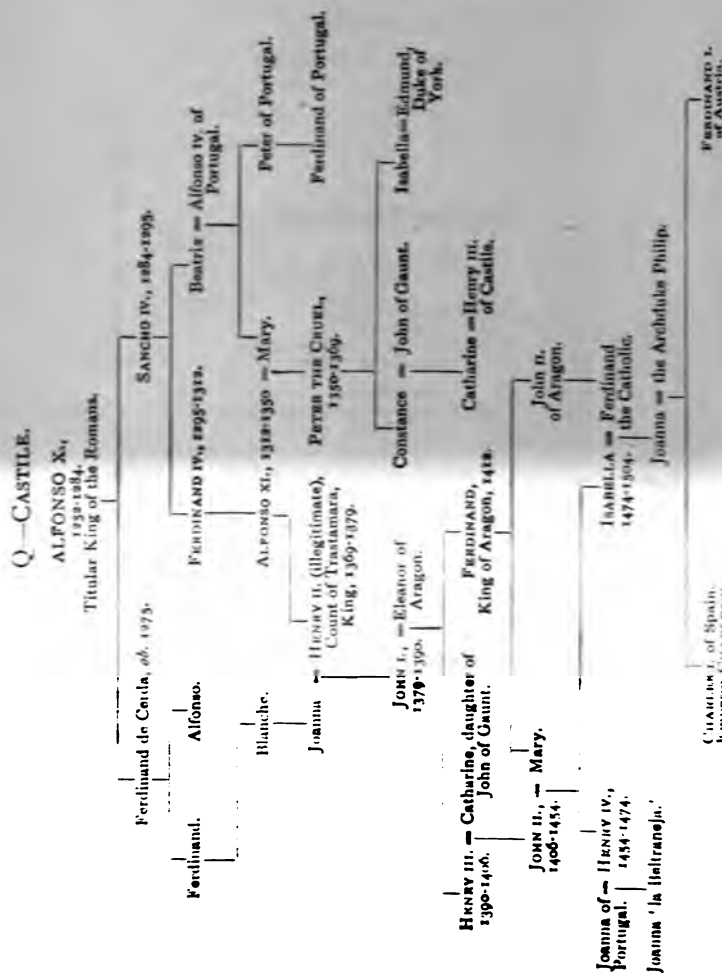 Q—CASTILE.
ALFONSO X.,
1252-1284,
Titular King of the Romans.
Ferdinand de Cerda, ob. 1275.
SANCHO IV., 1284-1295.
Ferdinand.
Alfonso.
FERDINAND IV., 1295-1312.
Beatrix = Alfonso IV. of
Portugal.
Blanche.
ALFONSO XI., 1312-1350 = Mary.
Peter of Portugal.
Joanna = HENRY II. (illegitimate),
Count of Trastamara,
King, 1369-1379.
PETER THE CRUEL,
1350-1369.
Ferdinand of Portugal.
JOHN I., = Eleanor of
1379-1390. Aragon.
Constance = John of Gaunt.
Isabella = Edmund,
Duke of
York.
HENRY III. = Catharine, daughter of
1390-1406. John of Gaunt.
FERDINAND,
King of Aragon, 1412.
Catharine = Henry III.
of Castile.
JOHN II., = Mary.
1406-1454.
John II.
of Aragon.
Joanna of = HENRY IV.,
Portugal. 1454-1474.
ISABELLA = Ferdinand
1474-1504. the Catholic.
Joanna 'la Beltraneja.'
Joanna = the Archduke Philip.
CHARLES I. of Spain.
FERDINAND I.
of Austria.